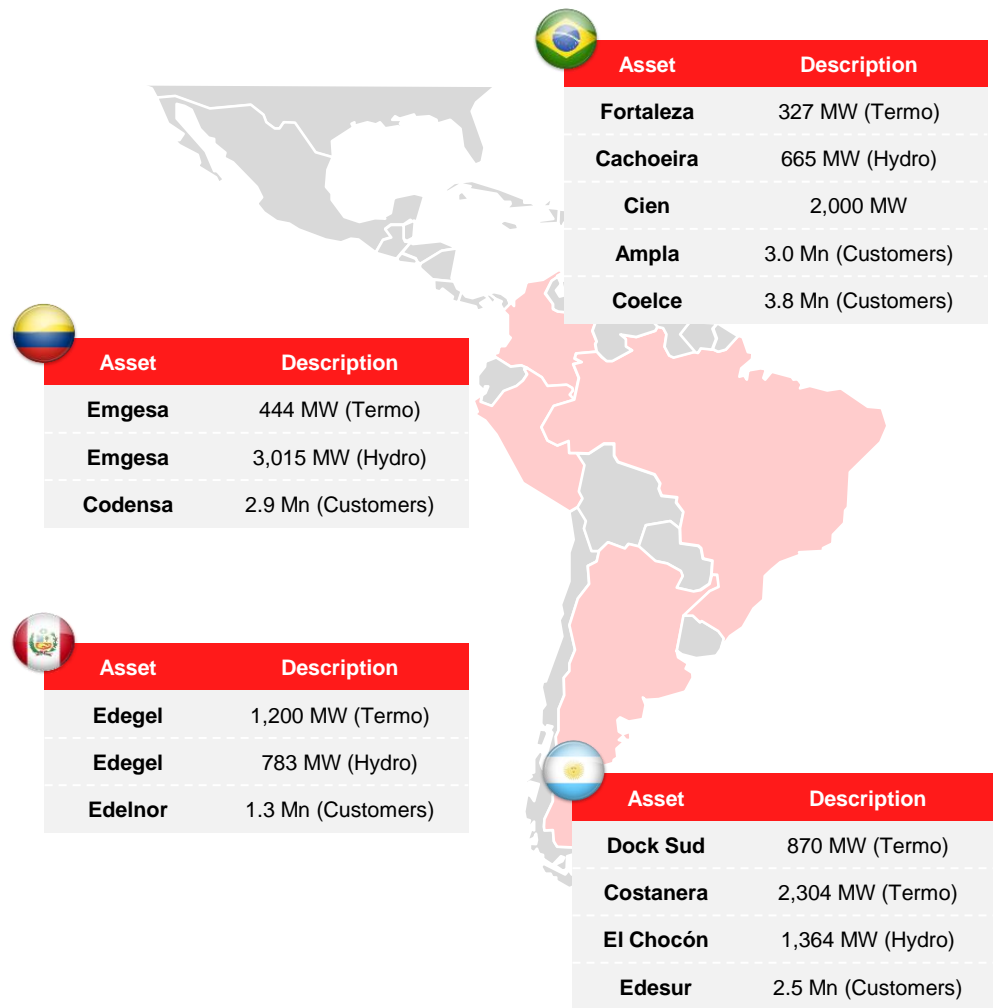 Asset Description
Fortaleza 327 MW (Termo)
Cachoeira 665 MW (Hydro)
Cien 2,000 MW
Ampla 3.0 Mn (Customers)
Coelce 3.8 Mn (Customers)
Asset Description
Emgesa 444 MW (Termo)
Emgesa 3,015 MW (Hydro)
Codensa 2.9 Mn (Customers)
Asset Description
Edegel 1,200 MW (Termo)
Edegel 783 MW (Hydro)
Edelnor 1.3 Mn (Customers)
Asset Description
Dock Sud 870 MW (Termo)
Costanera 2,304 MW (Termo)
El Chocón 1,364 MW (Hydro)
Edesur 2.5 Mn (Customers)